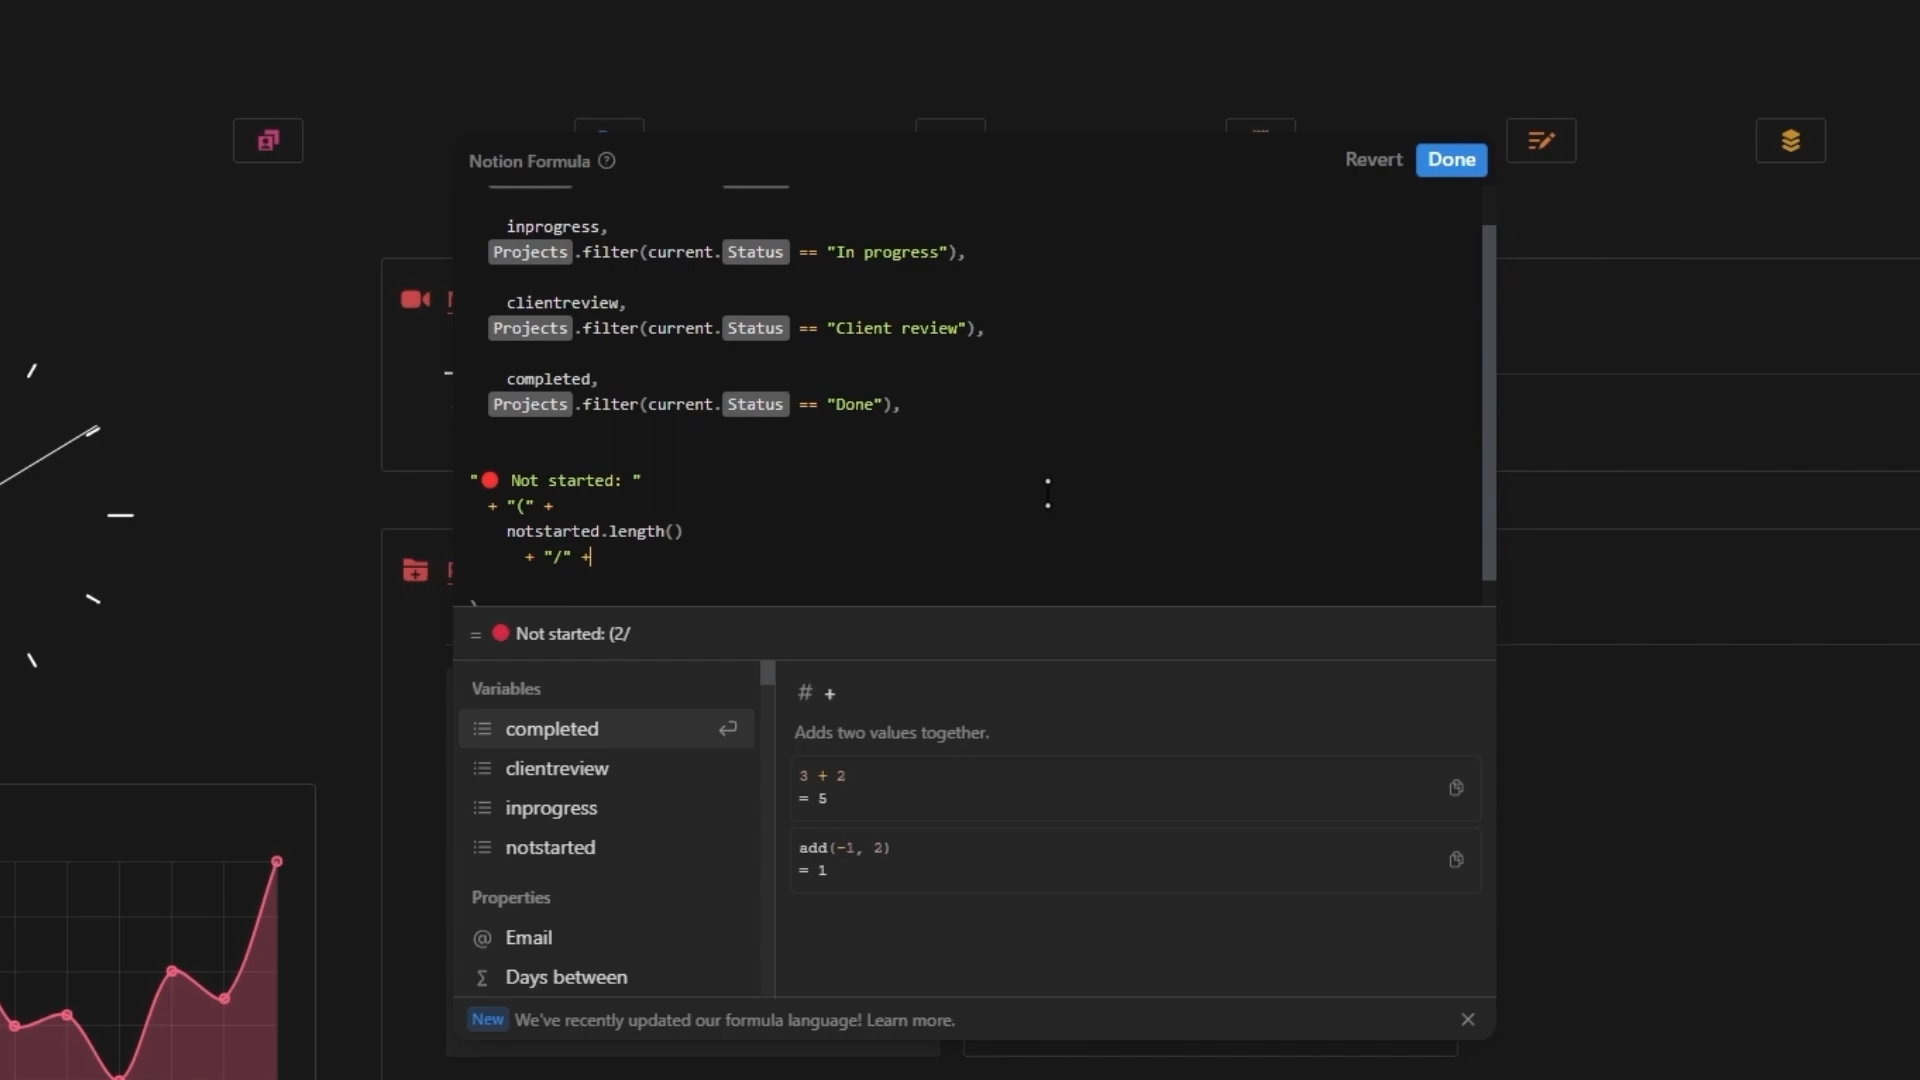 Notion Formula ?
Revert Done
inprogress,
Projects.filter(current.Status == "In progress"),
clientreview,
Projects.filter(current.Status == "Client review"),
completed,
Projects.filter(current.Status == "Done"),
"🔴 Not started: "
+ "(" +
notstarted.length()
+ "/" +
= 🔴 Not started: (2/
Variables
completed
clientreview
inprogress
notstarted
Properties
@ Email
Σ Days between
# +
Adds two values together.
3 + 2
= 5
add(-1, 2)
= 1
New We've recently updated our formula language! Learn more.